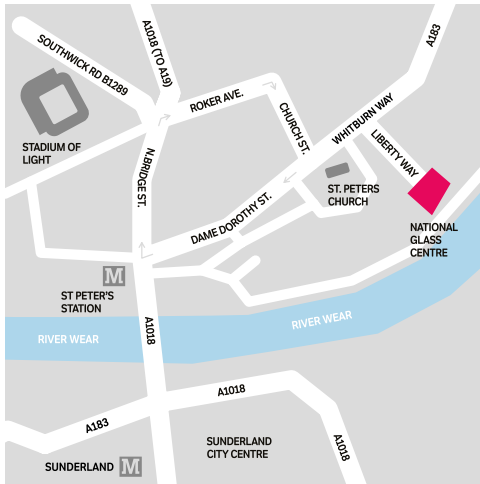 A1018 (TO A19)
A183
SOUTHWICK RD B1289
ROKER AVE.
CHURCH ST.
WHITBURN WAY
LIBERTY WAY
STADIUM OF
LIGHT
N.BRIDGE ST.
ST. PETERS
CHURCH
DAME DOROTHY ST.
NATIONAL
GLASS
CENTRE
M
ST PETER'S
STATION
A1018
RIVER WEAR
RIVER WEAR
A1018
A183
SUNDERLAND
CITY CENTRE
A1018
SUNDERLAND M